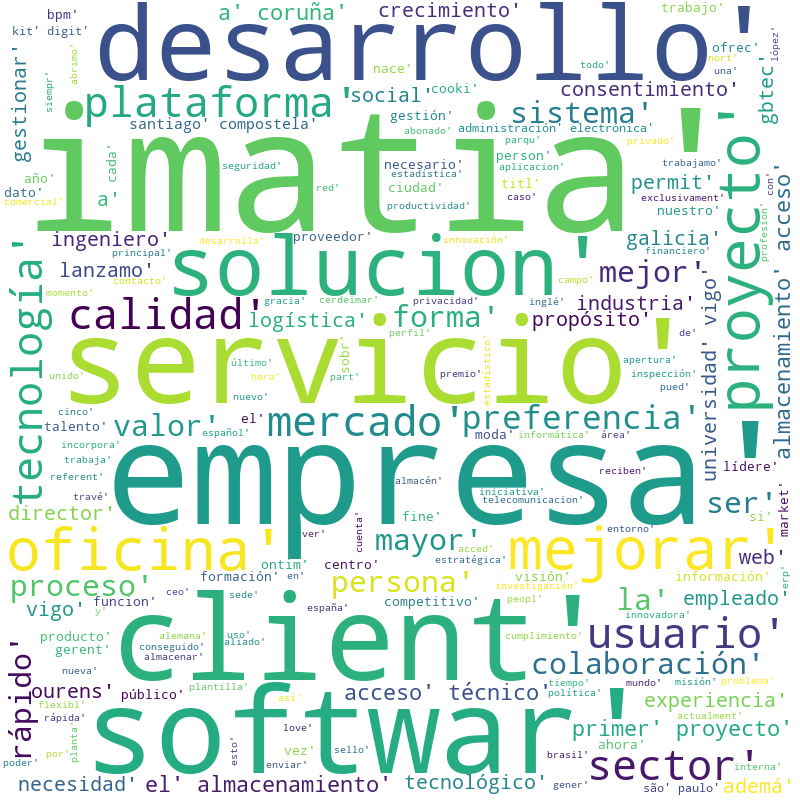 bpm'
a' coruña'
crecimiento'
trabajo'
kit' digit'
desarrollo'
ofrec'
nort'
una'
lópez'
siempr'
abrimo'
nace'
todo'
gestionar'
plataforma'
social'
cooki'
sistema'
consentimiento'
gbtec'
santiago' compostela'
gestión'
abonado'
administración' electrónica'
parqu'
privado'
imatia'
cada'
seguridad'
necesario'
estadística'
person'
aplicacion'
trabajamo'
año'
dato'
comercial'
a'
red'
ciudad'
titl'
caso'
permit'
exclusivament'
nuestro'
con'
profesion'
acceso'
productividad'
proyecto'
ingeniero'
principal'
desarrolla'
proveedor'
innovación'
galicia'
financiero'
lanzamo'
solucion'
mejor'
momento'
contacto'
gracia'
cerdeimar'
privacidad'
inglé'
campo'
industria'
tecnología'
calidad'
logística'
forma'
propósito'
vigo'
perfil'
de'
unido'
servicio'
último'
hora'
sobr'
part'
premio'
estadístico'
apertura'
inspección'
pued'
almacenamiento'
universidad'
cinco'
talento'
nuevo'
el'
valor'
español'
mercado'
preferencia'
moda'
informática'
área'
incorpora'
trabaja'
referent'
travé'
empresa'
almacén'
iniciativa'
telecomunicacion'
reciben'
lídere'
ser'
si'
market'
director'
oficina'
ontim'
ver'
cuenta'
fine'
mayor'
acced'
estratégica'
mejorar'
entorno'
web'
centro'
proceso'
formación'
en'
ceo'
funcion'
sede'
españa'
persona'
competitivo'
visión'
investigación'
peopl'
información'
erp'
la'
empleado'
innovadora'
vigo'
y'
producto'
gerent'
alemana'
conseguido'
almacenar'
uso'
aliado'
client'
cumplimiento'
usuario'
rápido'
nueva'
colaboración'
ourens'
público'
plantilla'
así'
acceso' técnico'
tiempo'
política'
mundo'
misión'
problema'
experiencia'
flexibl'
rápida'
planta'
por'
poder'
softwar'
love'
esto'
vez'
sello'
enviar'
primer' proyecto'
actualment'
ahora'
sector'
brasil'
interna'
necesidad'
el' almacenamiento'
tecnológico'
gener'
são' paulo'
ademá'